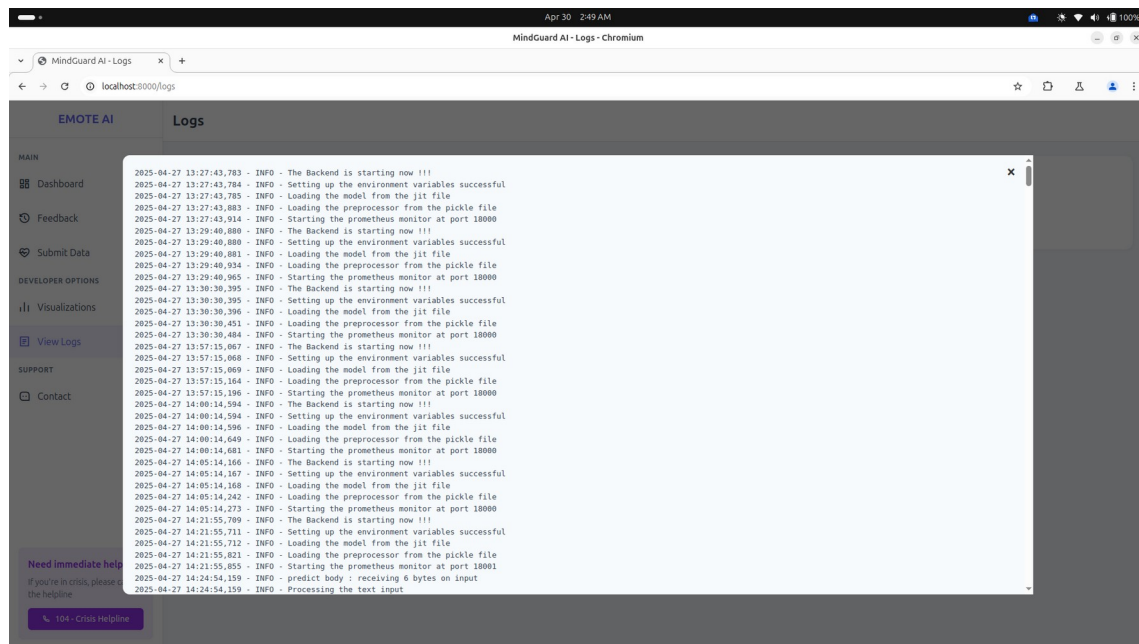 Apr 30 2:49 AM
100%
MindGuard AI - Logs - Chromium
MindGuard AI - Logs
localhost:8000/logs
EMOTE AI
Logs
MAIN
Dashboard
Feedback
Submit Data
DEVELOPER OPTIONS
Visualizations
View Logs
SUPPORT
Contact
Need immediate help
If you're in crisis, please
the helpline
104 - Crisis Helpline
2025-04-27 13:27:43,783 - INFO - The Backend is starting now !!!
2025-04-27 13:27:43,784 - INFO - Setting up the environment variables successful
2025-04-27 13:27:43,785 - INFO - Loading the model from the jit file
2025-04-27 13:27:43,883 - INFO - Loading the preprocessor from the pickle file
2025-04-27 13:27:43,914 - INFO - Starting the prometheus monitor at port 18000
2025-04-27 13:29:40,880 - INFO - The Backend is starting now !!!
2025-04-27 13:29:40,880 - INFO - Setting up the environment variables successful
2025-04-27 13:29:40,881 - INFO - Loading the model from the jit file
2025-04-27 13:29:40,934 - INFO - Loading the preprocessor from the pickle file
2025-04-27 13:29:40,965 - INFO - Starting the prometheus monitor at port 18000
2025-04-27 13:30:30,395 - INFO - The Backend is starting now !!!
2025-04-27 13:30:30,395 - INFO - Setting up the environment variables successful
2025-04-27 13:30:30,396 - INFO - Loading the model from the jit file
2025-04-27 13:30:30,451 - INFO - Loading the preprocessor from the pickle file
2025-04-27 13:30:30,484 - INFO - Starting the prometheus monitor at port 18000
2025-04-27 13:57:15,067 - INFO - The Backend is starting now !!!
2025-04-27 13:57:15,068 - INFO - Setting up the environment variables successful
2025-04-27 13:57:15,069 - INFO - Loading the model from the jit file
2025-04-27 13:57:15,164 - INFO - Loading the preprocessor from the pickle file
2025-04-27 13:57:15,196 - INFO - Starting the prometheus monitor at port 18000
2025-04-27 14:00:14,594 - INFO - The Backend is starting now !!!
2025-04-27 14:00:14,594 - INFO - Setting up the environment variables successful
2025-04-27 14:00:14,596 - INFO - Loading the model from the jit file
2025-04-27 14:00:14,649 - INFO - Loading the preprocessor from the pickle file
2025-04-27 14:00:14,681 - INFO - Starting the prometheus monitor at port 18000
2025-04-27 14:05:14,166 - INFO - The Backend is starting now !!!
2025-04-27 14:05:14,167 - INFO - Setting up the environment variables successful
2025-04-27 14:05:14,168 - INFO - Loading the model from the jit file
2025-04-27 14:05:14,242 - INFO - Loading the preprocessor from the pickle file
2025-04-27 14:05:14,273 - INFO - Starting the prometheus monitor at port 18000
2025-04-27 14:21:55,709 - INFO - The Backend is starting now !!!
2025-04-27 14:21:55,711 - INFO - Setting up the environment variables successful
2025-04-27 14:21:55,712 - INFO - Loading the model from the jit file
2025-04-27 14:21:55,821 - INFO - Loading the preprocessor from the pickle file
2025-04-27 14:21:55,855 - INFO - Starting the prometheus monitor at port 18001
2025-04-27 14:24:54,159 - INFO - predict body : receiving 6 bytes on input
2025-04-27 14:24:54,159 - INFO - Processing the text input